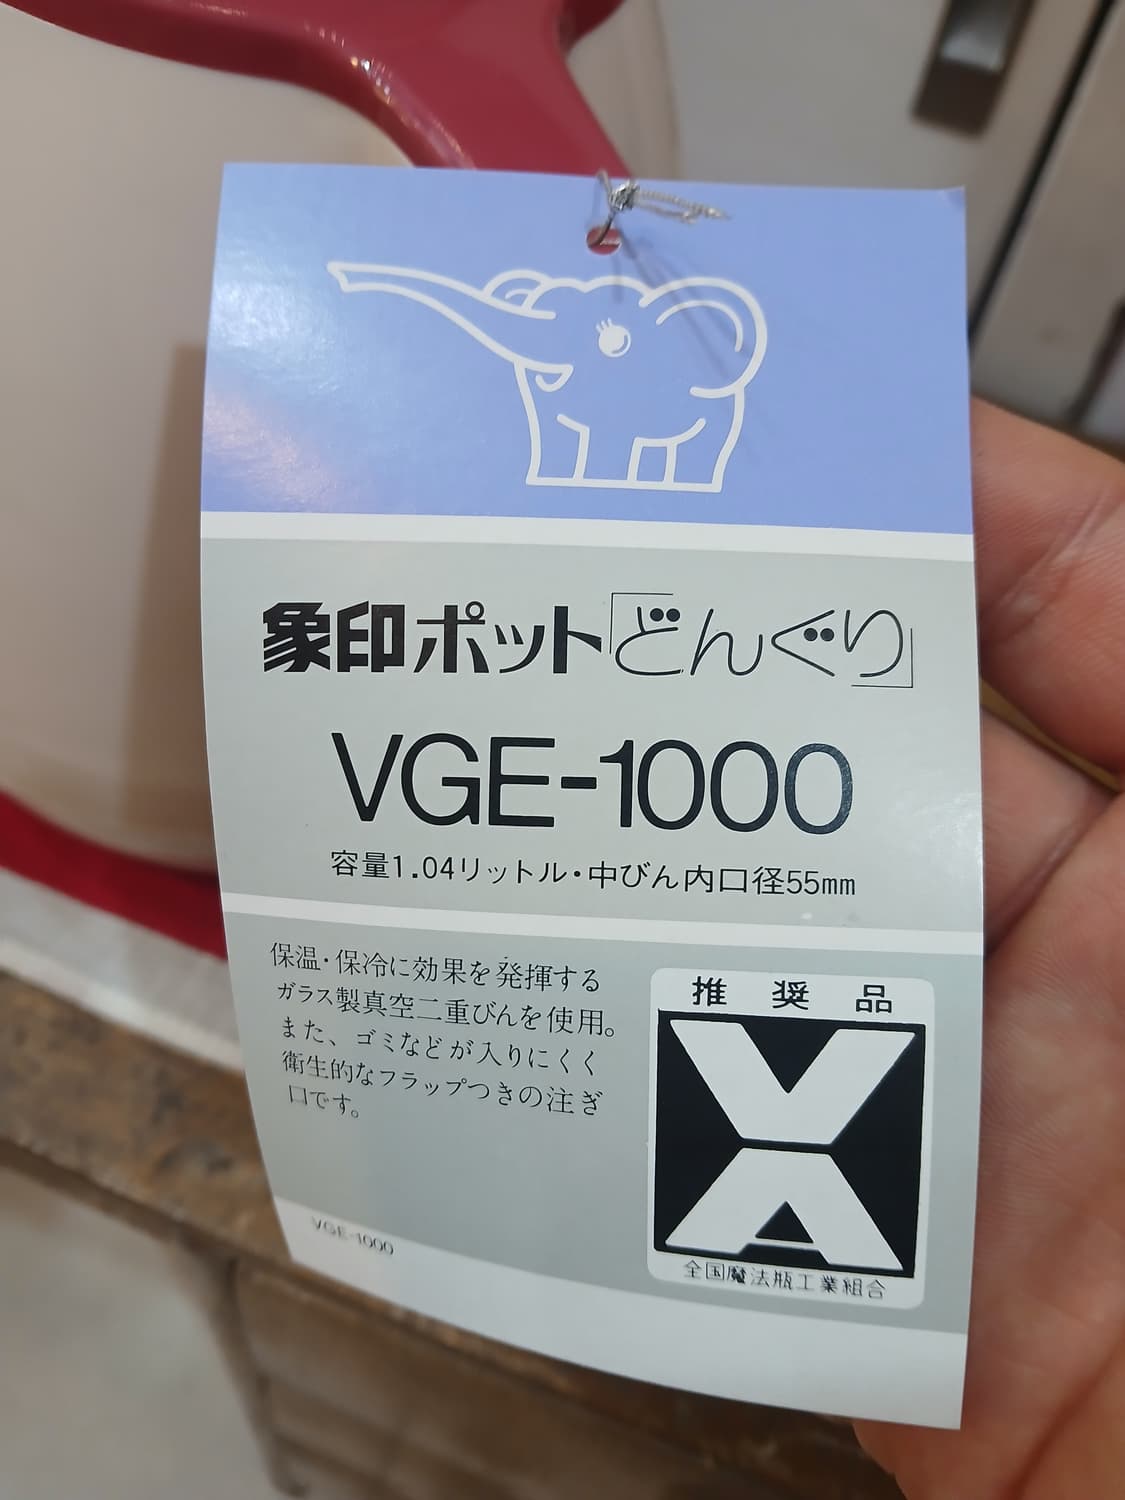 象印ポット「どんぐり」
VGE-1000
容量1.04リットル・中びん内口径55mm
保温・保冷に効果を発揮する
ガラス製真空二重びんを使用。
また、ゴミなどが入りにくく
衛生的なフラップつきの注ぎ
口です。
推奨品
VA
全国魔法瓶工業組合
VGE-1000